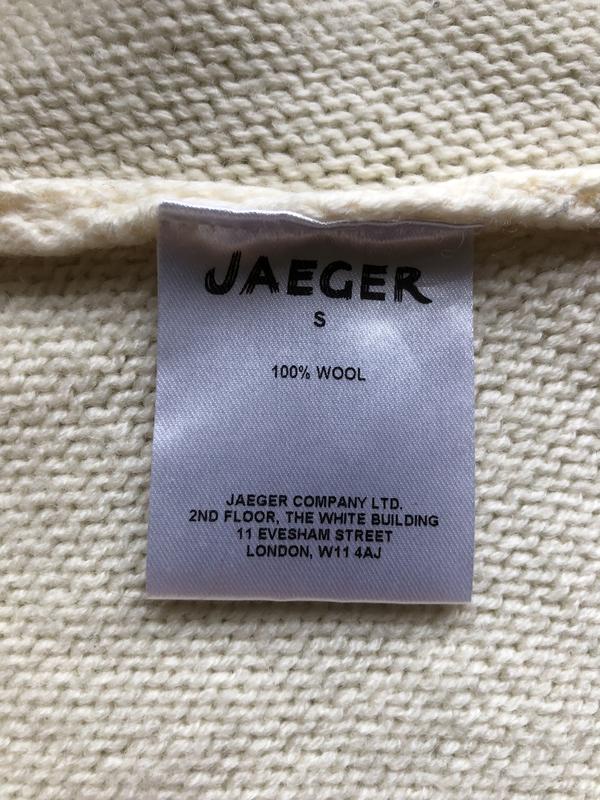 JAEGER
S
100% WOOL
JAEGER COMPANY LTD.
2ND FLOOR, THE WHITE BUILDING
11 EVESHAM STREET
LONDON, W11 4AJ